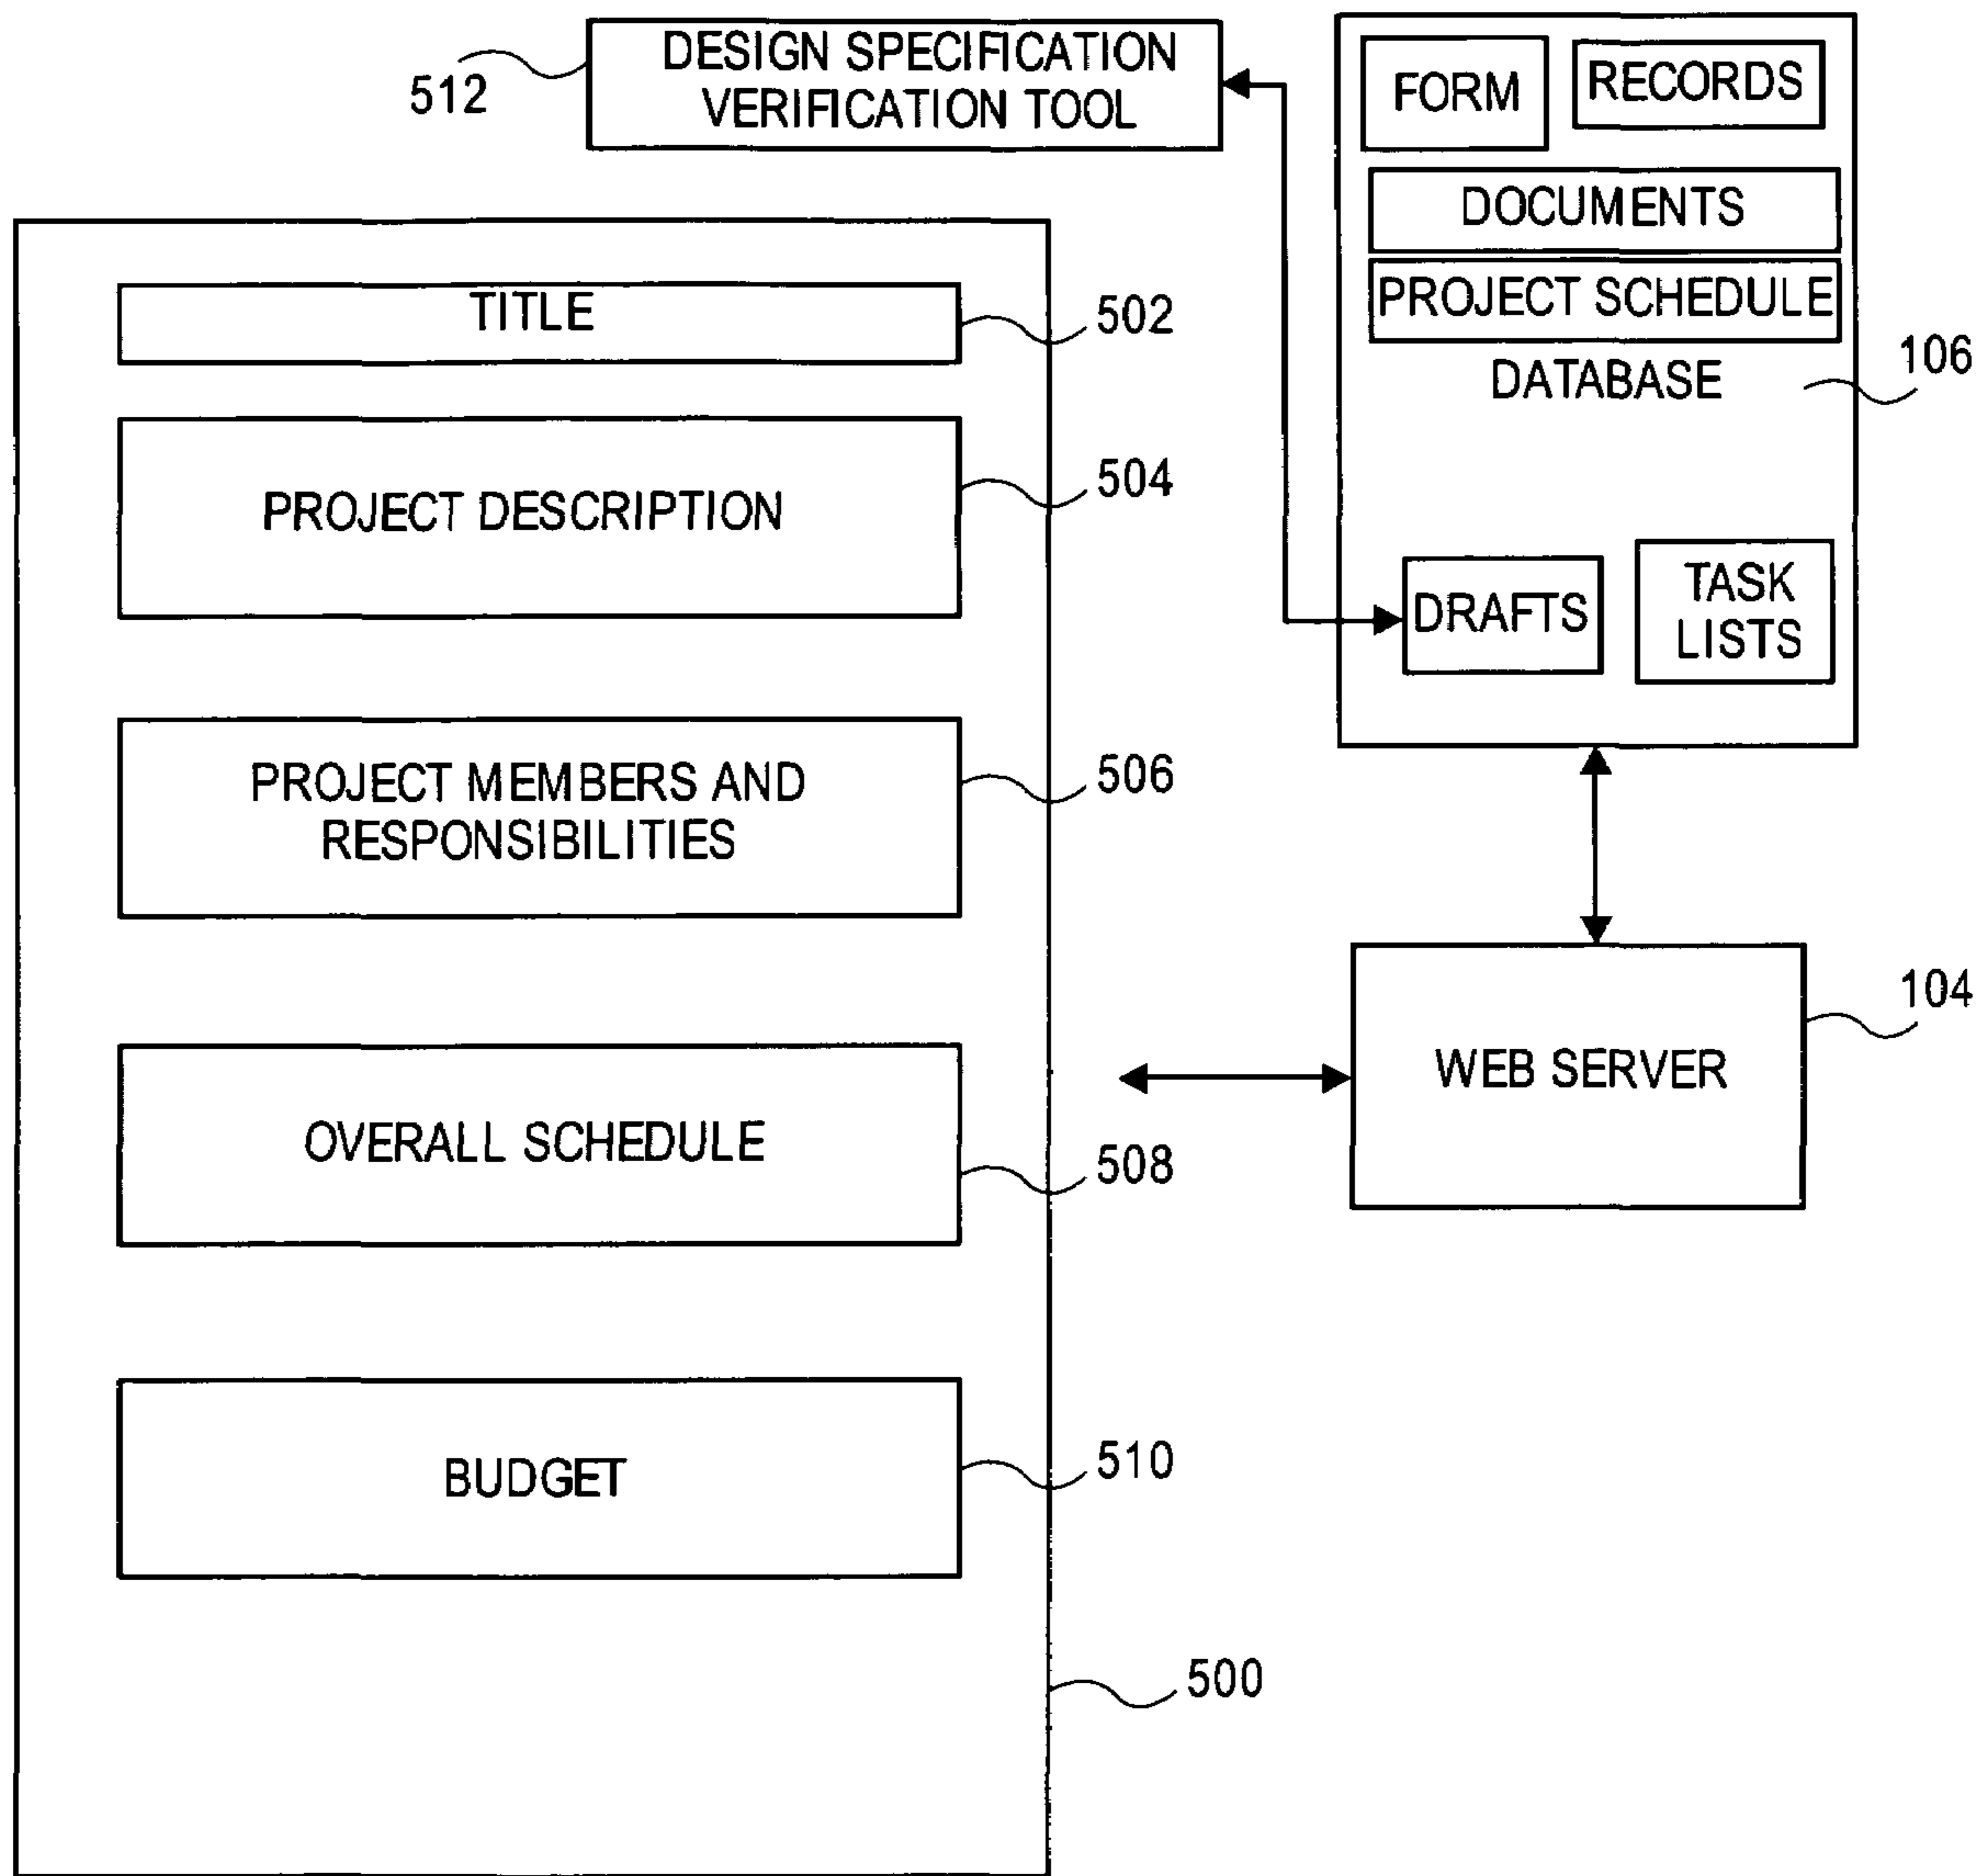 512
DESIGN SPECIFICATION
VERIFICATION TOOL
FORM
RECORDS
DOCUMENTS
PROJECT SCHEDULE
DATABASE
106
DRAFTS
TASK
LISTS
TITLE
502
PROJECT DESCRIPTION
504
PROJECT MEMBERS AND
RESPONSIBILITIES
506
OVERALL SCHEDULE
508
BUDGET
510
500
WEB SERVER
104